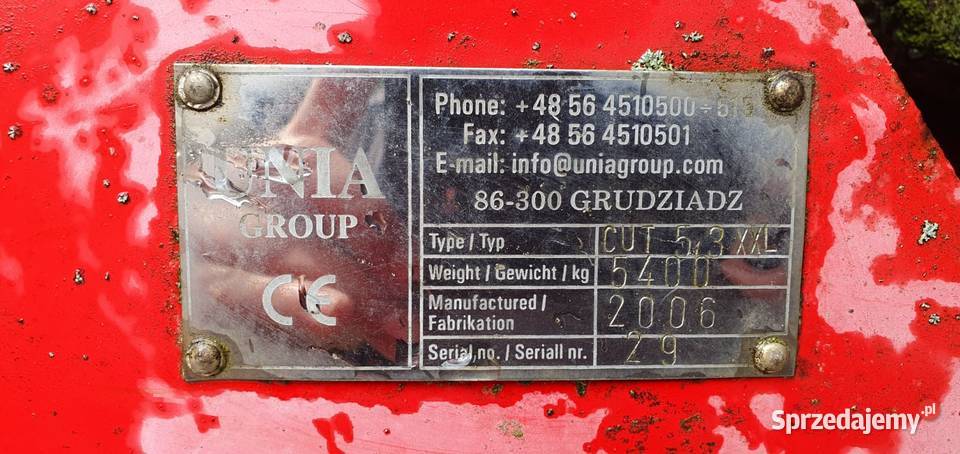 UNIA
GROUP
CE
Phone: +48 56 4510500 ÷ 515
Fax: +48 56 4510501
E-mail: info@uniagroup.com
86-300 GRUDZIADZ
Type / Typ CUT 5,3 XXL
Weight / Gewicht / kg 5400
Manufactured / Fabrikation 2006
Serial,no. / Seriall nr. 29
Sprzedajemy.pl